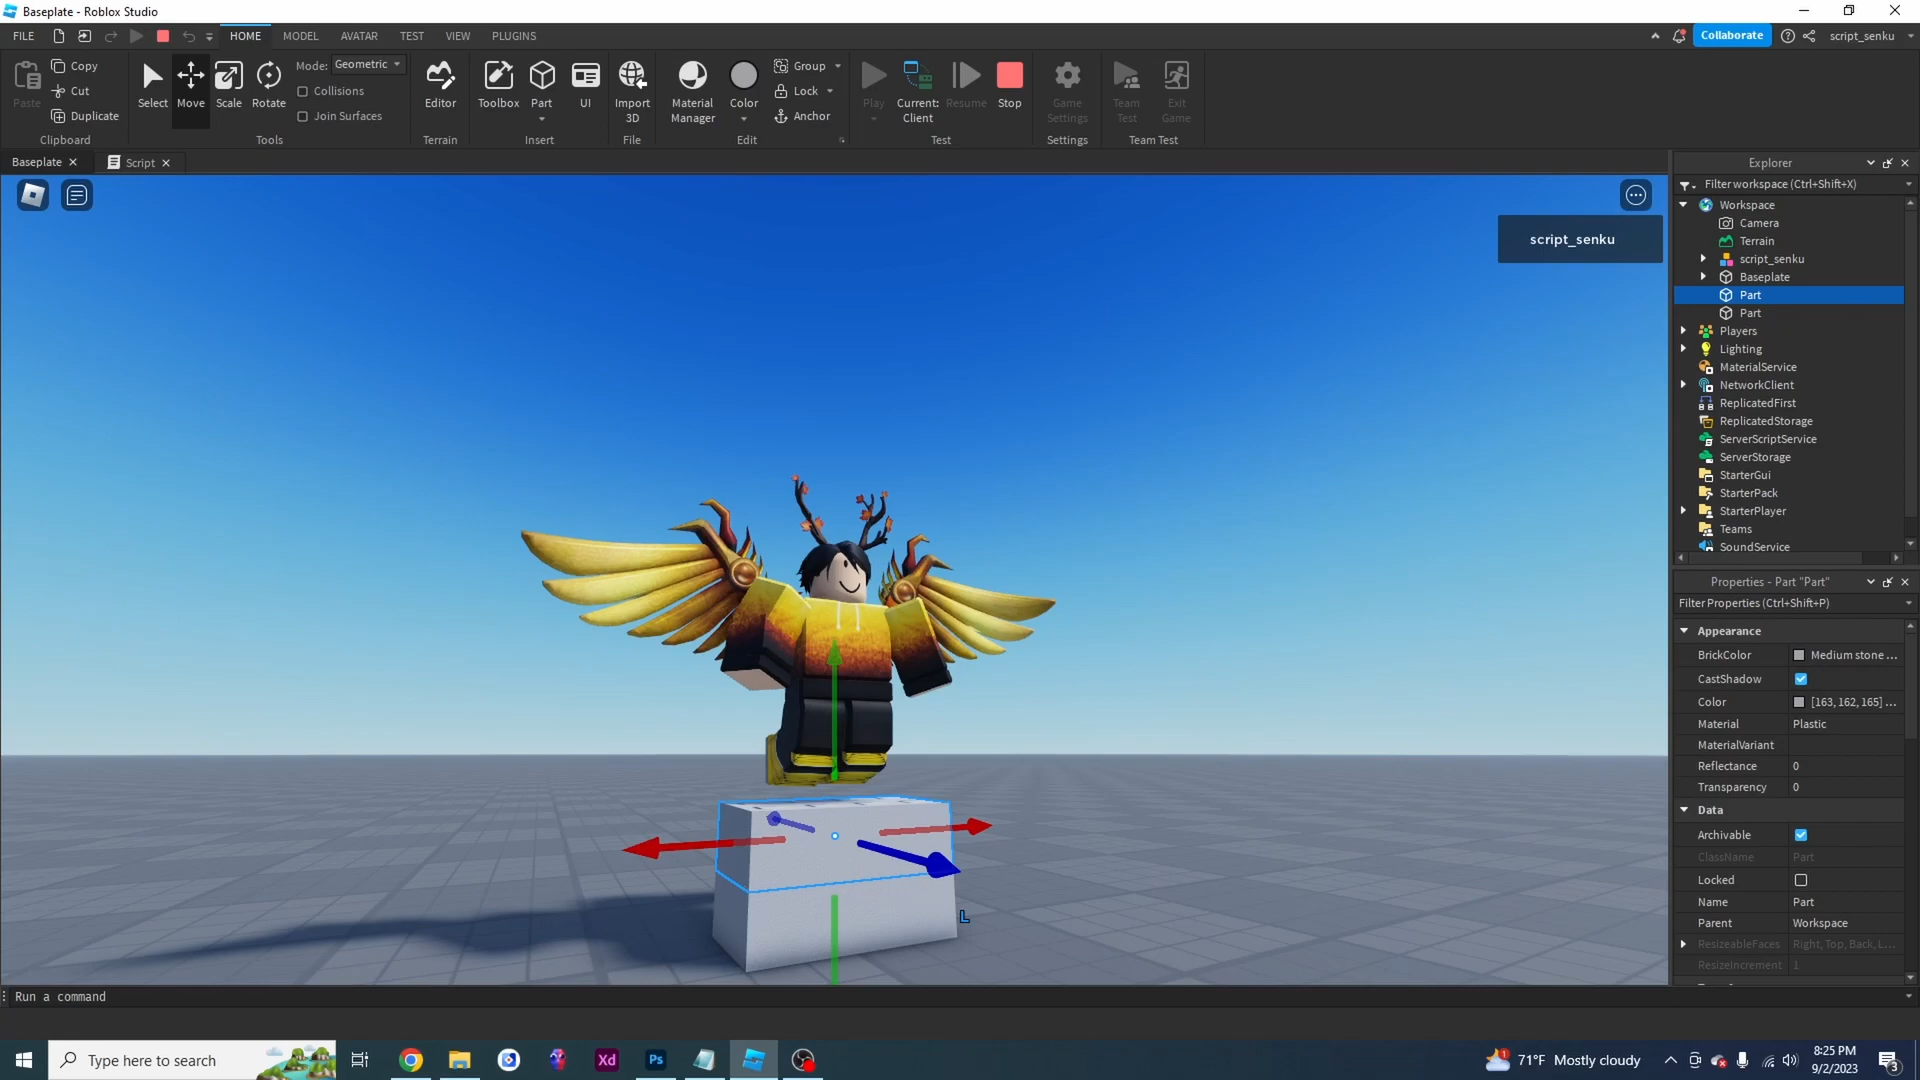 Baseplate - Roblox Studio
FILE HOME MODEL AVATAR TEST VIEW PLUGINS Collaborate script_senku
Paste Copy Cut Duplicate
Clipboard
Select Move Scale Rotate
Mode: Geometric
Collisions
Join Surfaces
Tools
Editor
Terrain
Toolbox Part UI
Insert
Import 3D
File
Material Manager Color
Group
Lock
Anchor
Edit
Play Current: Client Resume Stop
Test
Game Settings
Settings
Team Test Exit Game
Team Test
Baseplate Script
script_senku
L
Explorer
Filter workspace (Ctrl+Shift+X)
Workspace
Camera
Terrain
script_senku
Baseplate
Part
Part
Players
Lighting
MaterialService
NetworkClient
ReplicatedFirst
ReplicatedStorage
ServerScriptService
ServerStorage
StarterGui
StarterPack
StarterPlayer
Teams
SoundService
Properties - Part "Part"
Filter Properties (Ctrl+Shift+P)
Appearance
BrickColor Medium stone ...
CastShadow
Color [163, 162, 165] ...
Material Plastic
MaterialVariant
Reflectance 0
Transparency 0
Data
Archivable
ClassName Part
Locked
Name Part
Parent Workspace
ResizeableFaces Right, Top, Back, L...
ResizeIncrement 1
Run a command
Type here to search
Xd
Ps
1
71°F Mostly cloudy
8:25 PM
9/2/2023
3